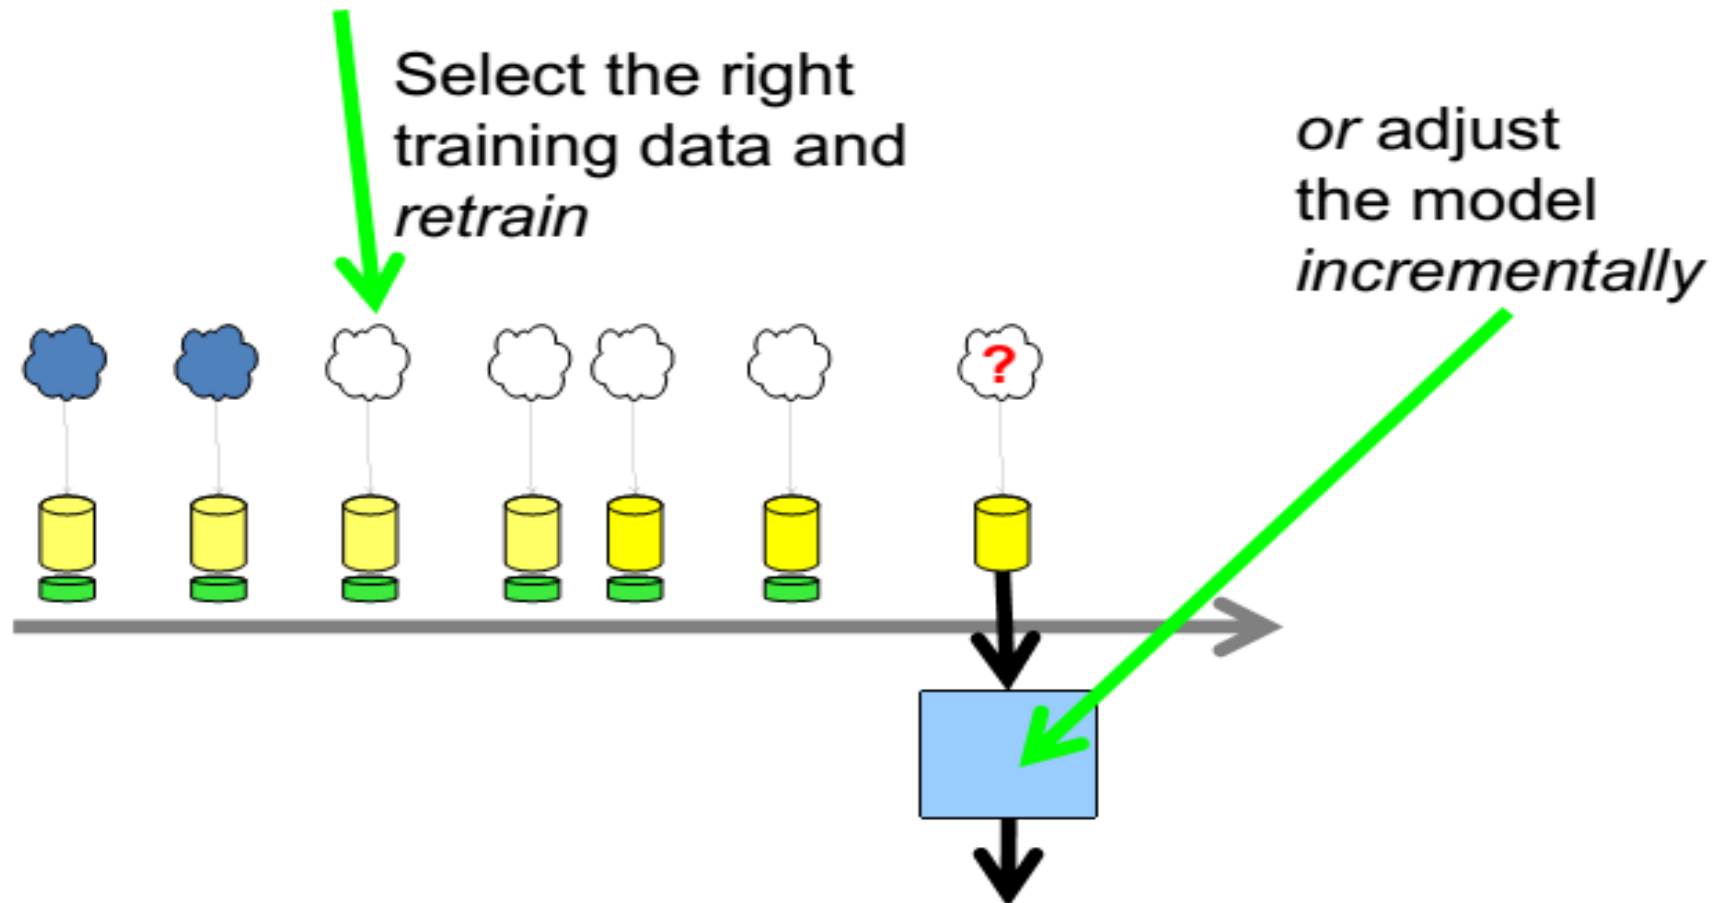 Select the right
training data and
retrain
or adjust
the model
incrementally
?